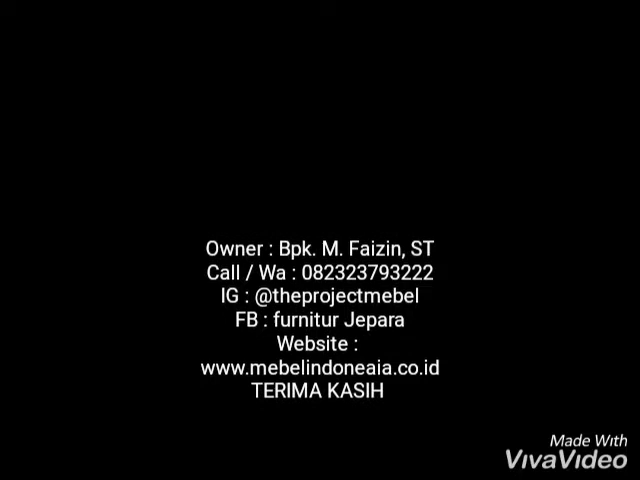 Owner : Bpk. M. Faizin, ST
Call / Wa : 082323793222
IG : @theprojectmebel
FB : furnitur Jepara
Website :
www.mebelindoneaia.co.id
TERIMA KASIH
Made With
VivaVideo